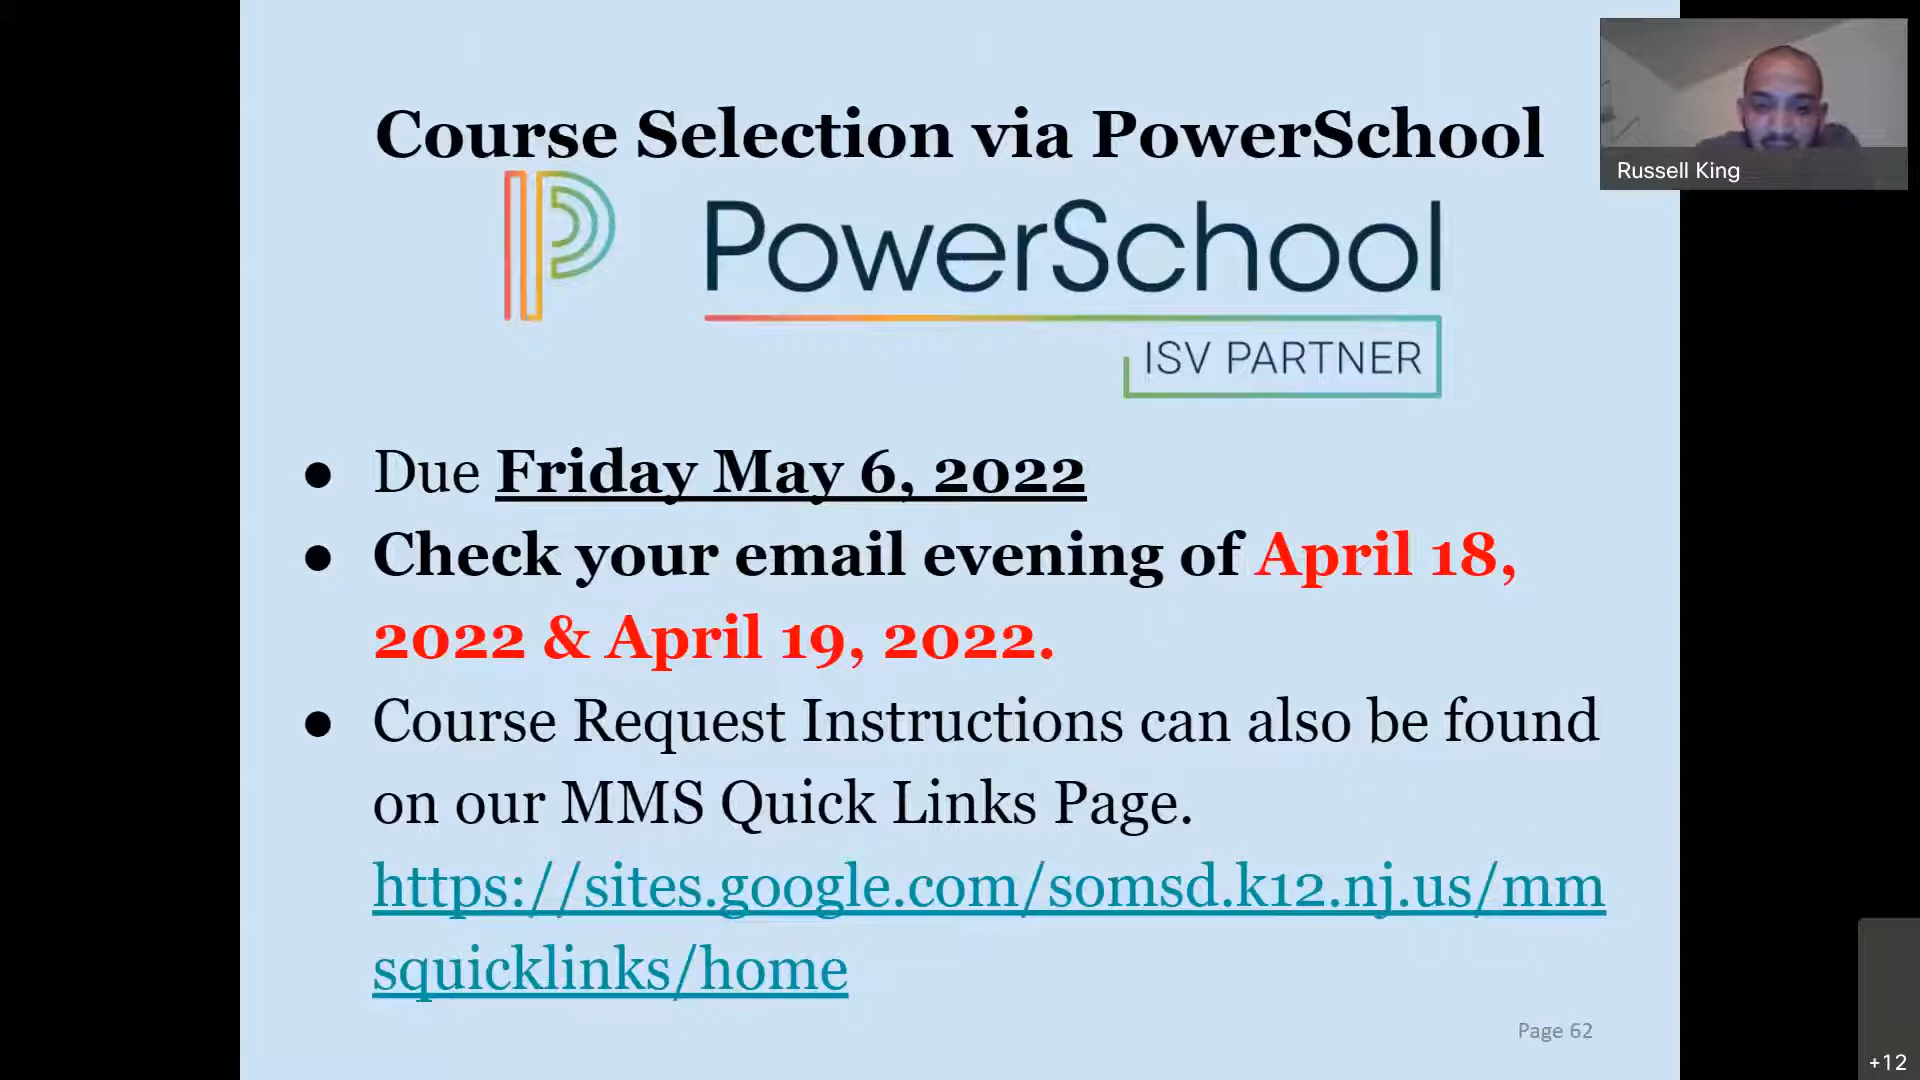 Course Selection via PowerSchool
PowerSchool
ISV PARTNER
● Due Friday May 6, 2022
● Check your email evening of April 18,
2022 & April 19, 2022.
● Course Request Instructions can also be found
on our MMS Quick Links Page.
https://sites.google.com/somsd.k12.nj.us/mm
squicklinks/home
Page 62
Russell King
+12